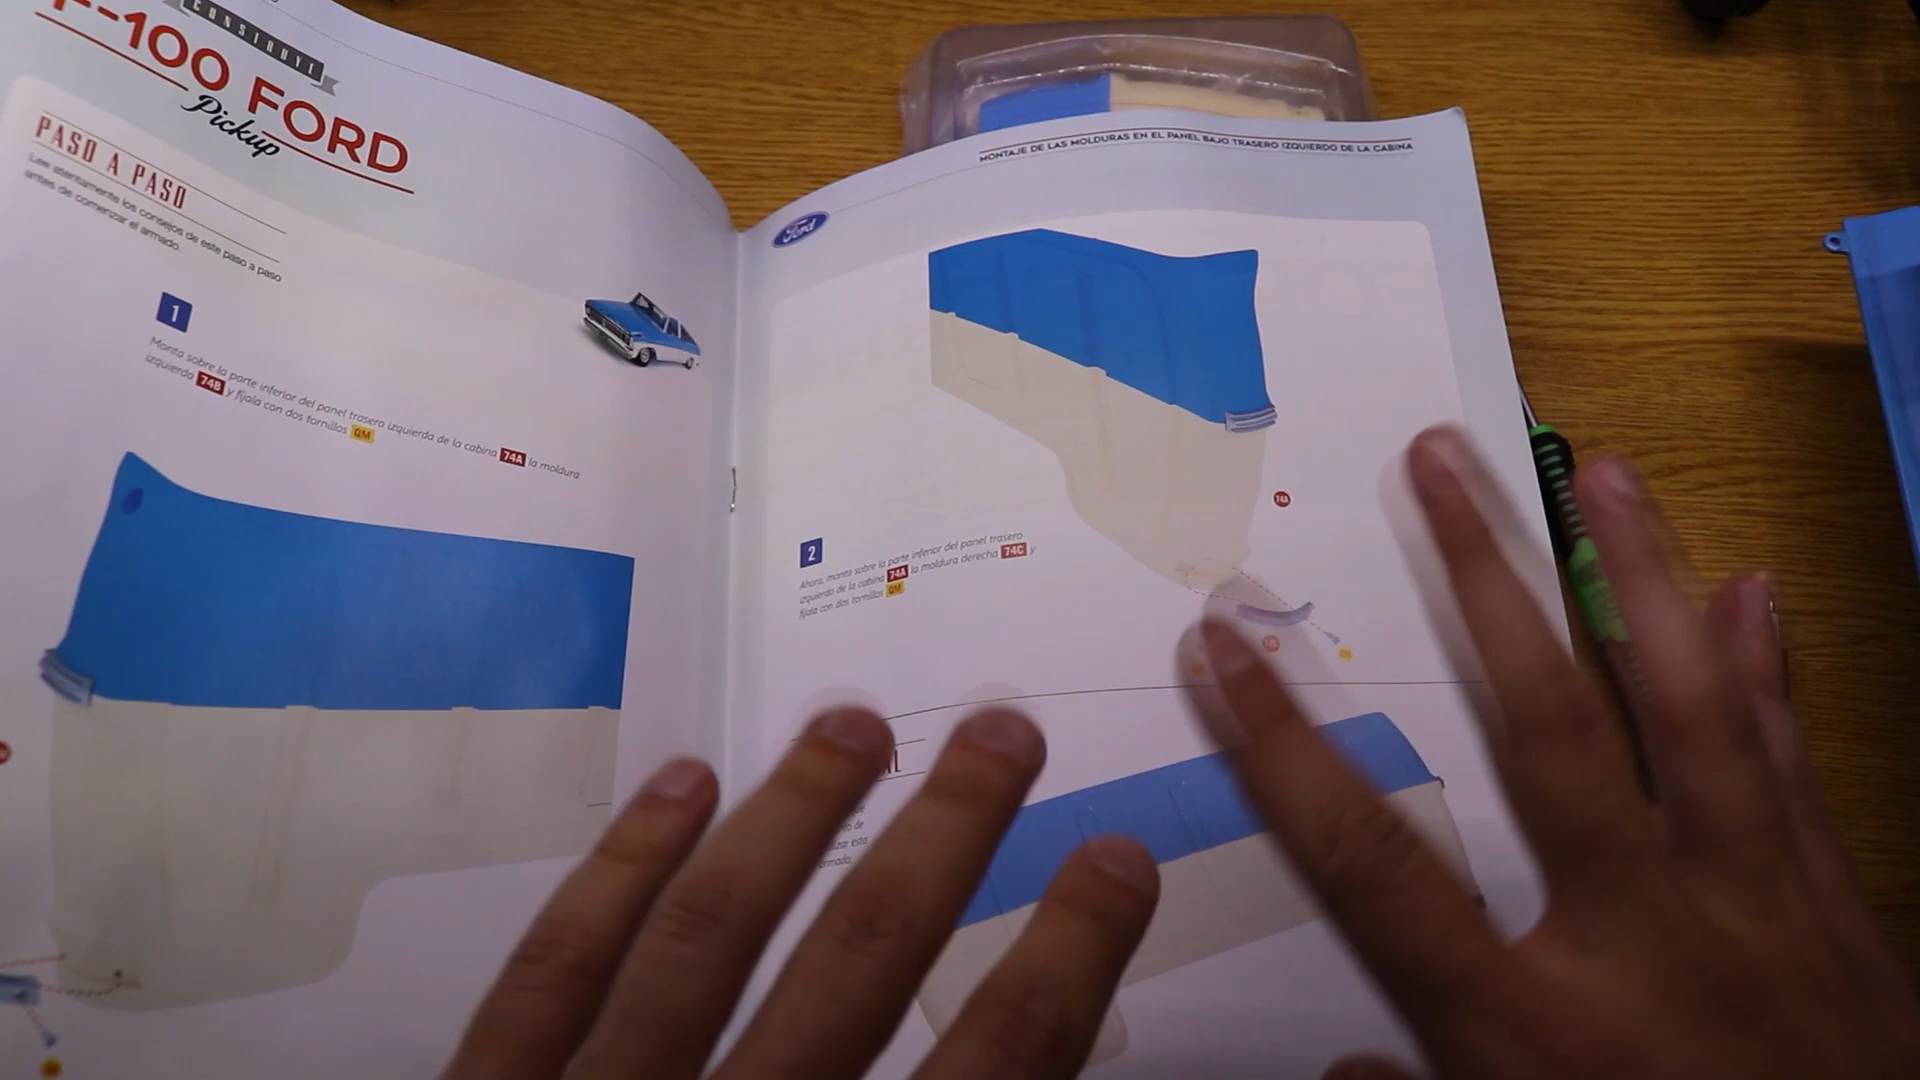 CONSTRUYE
F-100 FORD
Pickup
PASO A PASO
Lee atentamente los consejos de este paso a paso
antes de comenzar el armado.
1
Monta sobre la parte inferior del panel trasero izquierda de la cabina 74A la moldura
izquierda 74B y fíjala con dos tornillos QM
MONTAJE DE LAS MOLDURAS EN EL PANEL BAJO TRASERO IZQUIERDO DE LA CABINA
Ford
74A
2
Ahora, monta sobre la parte inferior del panel trasero
izquierdo de la cabina 74A la moldura derecha 74C y
fíjala con dos tornillos QM